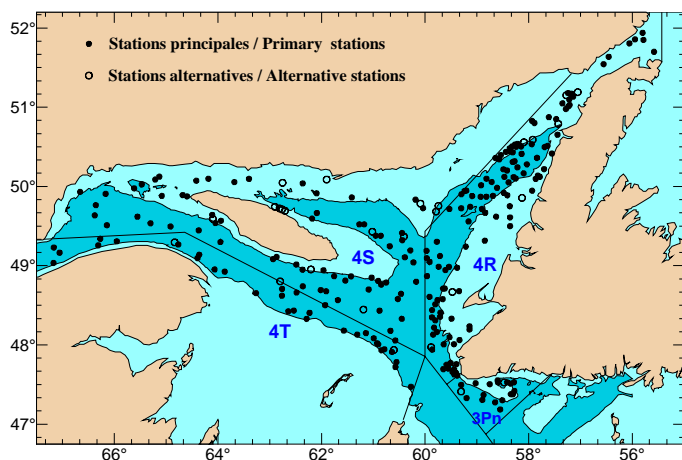 52°
Stations principales / Primary stations
Stations alternatives / Alternative stations
51°
50°
4S
4R
49°
4T
48°
3Pn
47°
66° 64° 62° 60° 58° 56°